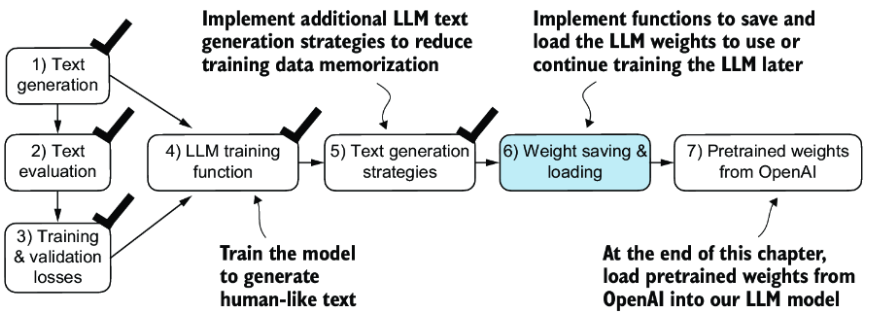 Implement additional LLM text
generation strategies to reduce
training data memorization
Implement functions to save and
load the LLM weights to use or
continue training the LLM later
1) Text
generation
2) Text
evaluation
3) Training
& validation
losses
4) LLM training
function
5) Text generation
strategies
6) Weight saving &
loading
7) Pretrained weights
from OpenAI
Train the model
to generate
human-like text
At the end of this chapter,
load pretrained weights from
OpenAI into our LLM model